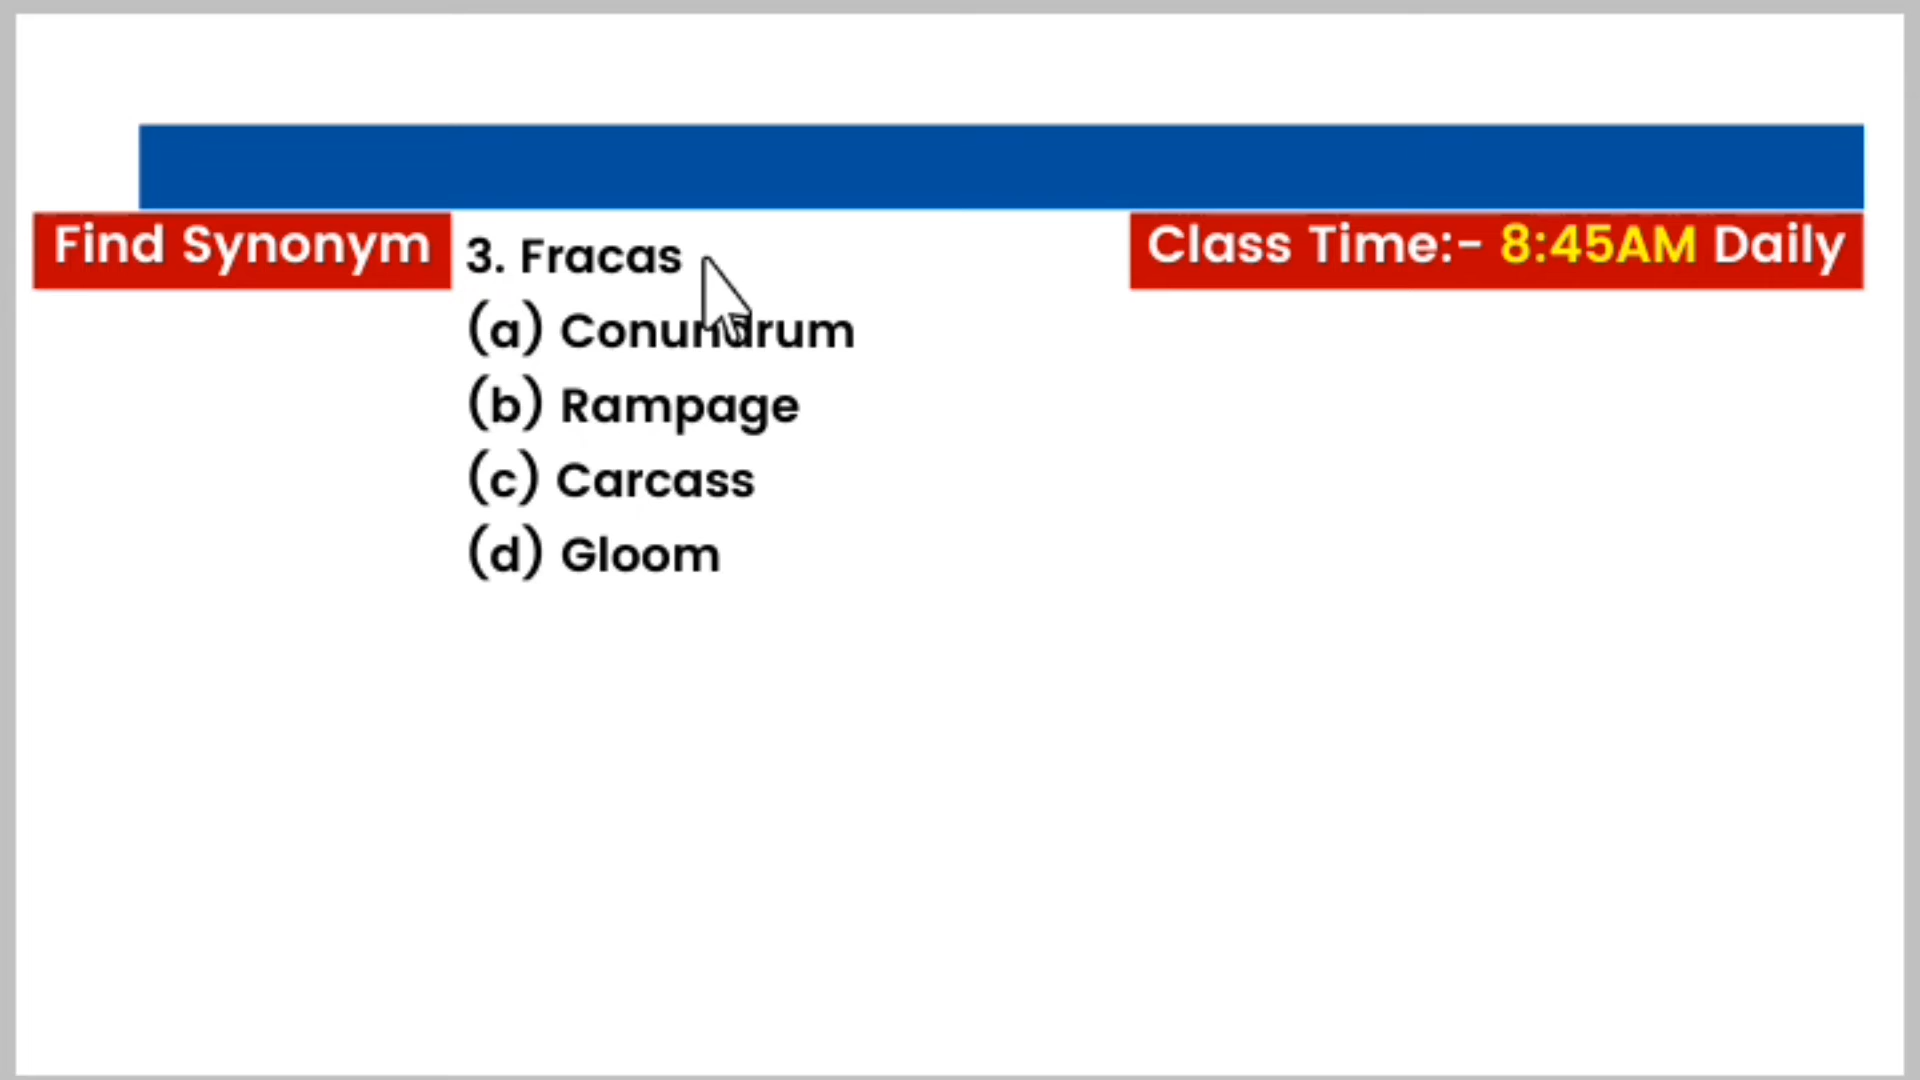 Find Synonym
3. Fracas
Class Time:- 8:45AM Daily
(a) Conundrum
(b) Rampage
(c) Carcass
(d) Gloom